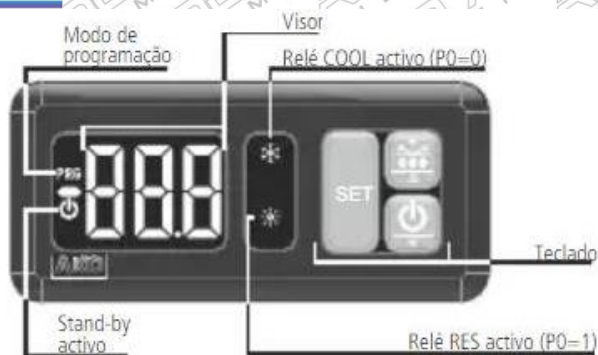 Modo de
programação
Visor
Relé COOL activo (P0=0)
PRG
SET
Teclado
Stand-by
activo
Relé RES activo (P0=1)